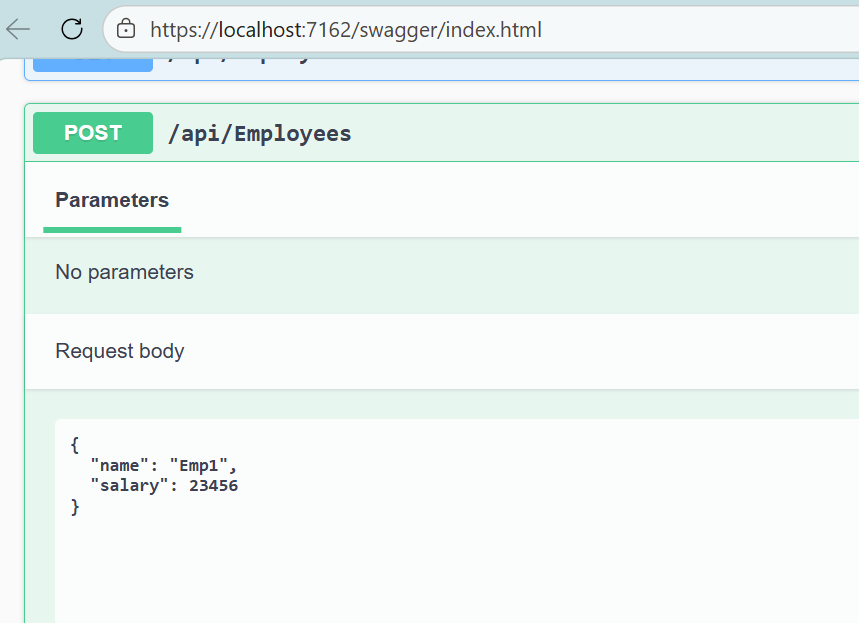 https://localhost:7162/swagger/index.html
POST /api/Employees
Parameters
No parameters
Request body
{
"name": "Emp1",
"salary": 23456
}